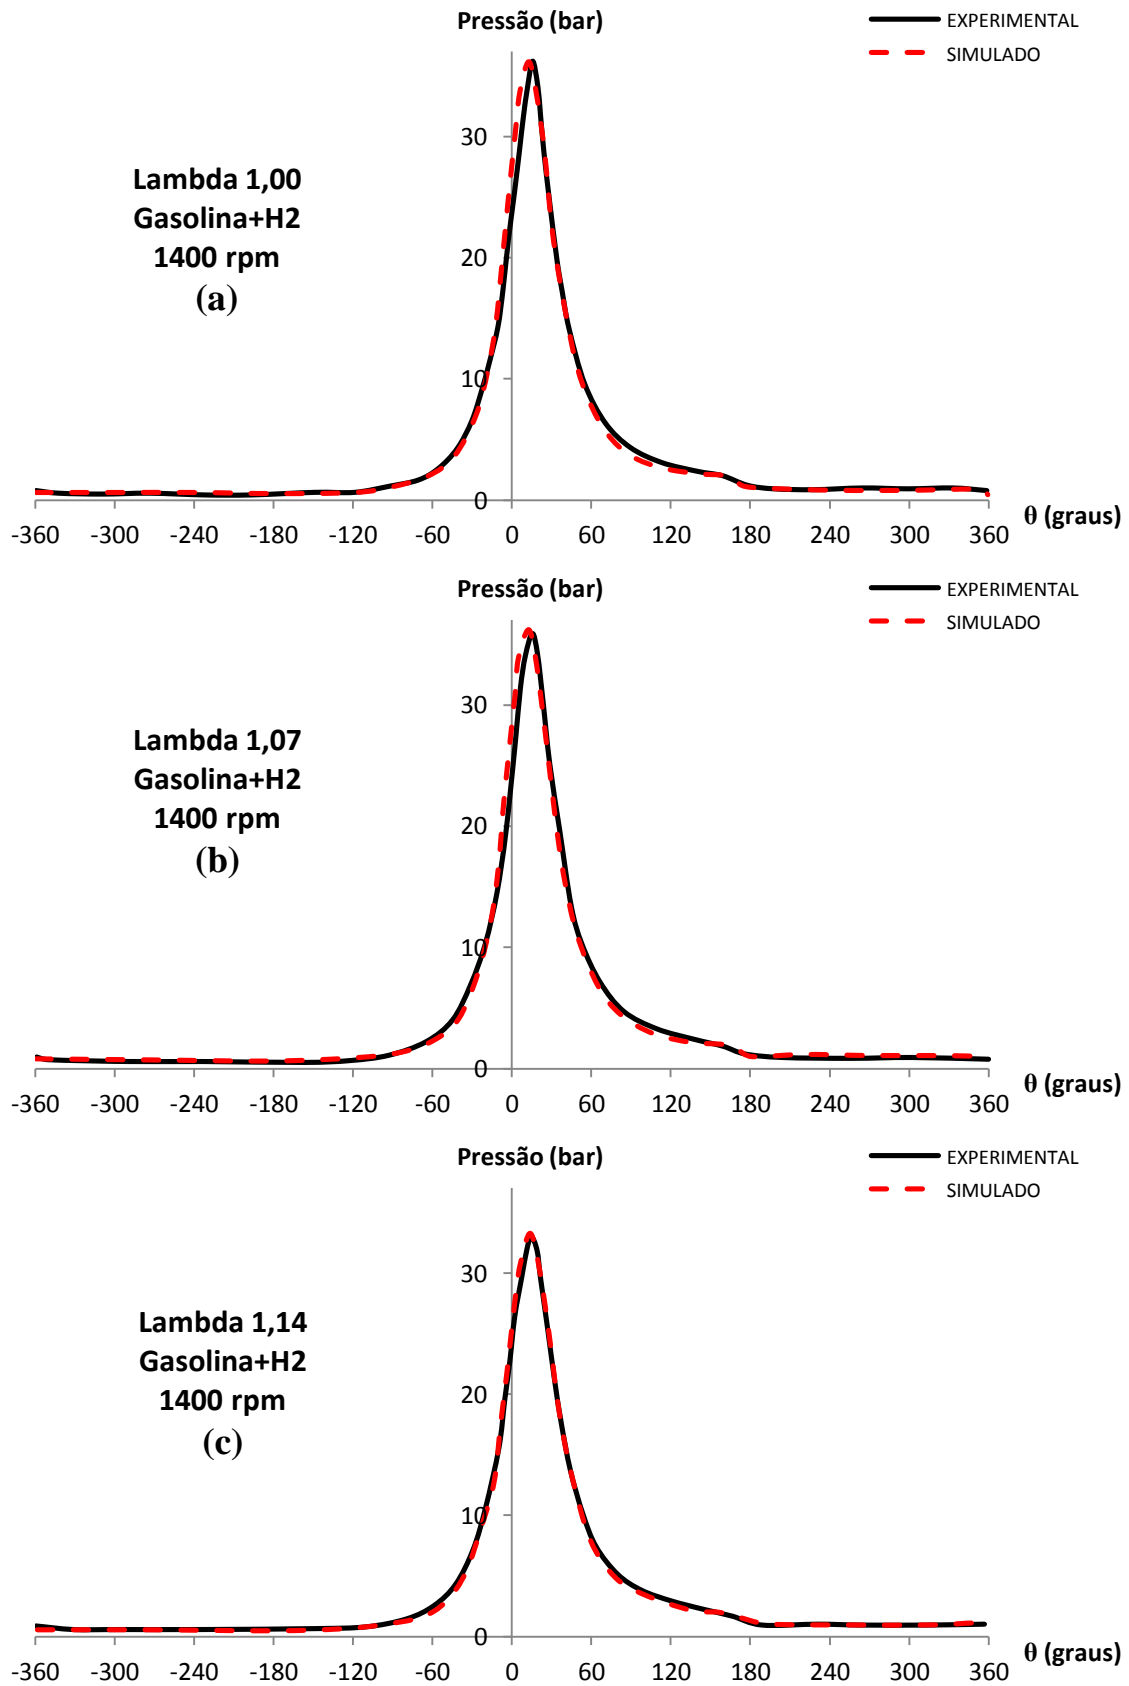 Pressão (bar)
EXPERIMENTAL
SIMULADO
30
Lambda 1,00
Gasolina+H2
20
1400 rpm
(a)
10
0
θ (graus)
-360 -300 -240 -180 -120 -60 0 60 120 180 240 300 360
Pressão (bar)
EXPERIMENTAL
SIMULADO
30
Lambda 1,07
Gasolina+H2
1400 rpm
20
(b)
10
0
θ (graus)
-360 -300 -240 -180 -120 -60 0 60 120 180 240 300 360
Pressão (bar)
EXPERIMENTAL
SIMULADO
30
Lambda 1,14
Gasolina+H2
1400 rpm
20
(c)
10
0
θ (graus)
-360 -300 -240 -180 -120 -60 0 60 120 180 240 300 360